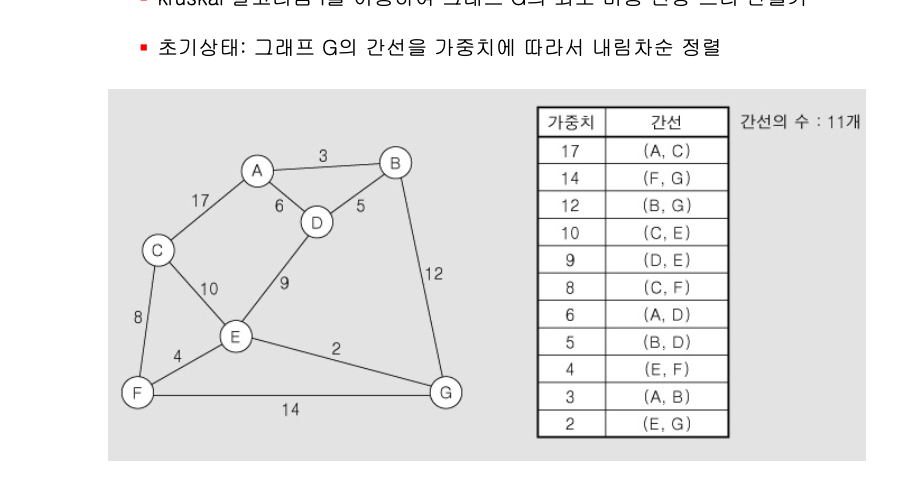 초기상태: 그래프 G의 간선을 가중치에 따라서 내림차순 정렬
가중치 간선
간선의 수 : 11개
17 (A, C)
14 (F, G)
12 (B, G)
10 (C, E)
9 (D, E)
8 (C, F)
6 (A, D)
5 (B, D)
4 (E, F)
3 (A, B)
2 (E, G)
3
A
B
17
6
5
D
C
12
9
10
8
E
2
4
F
G
14